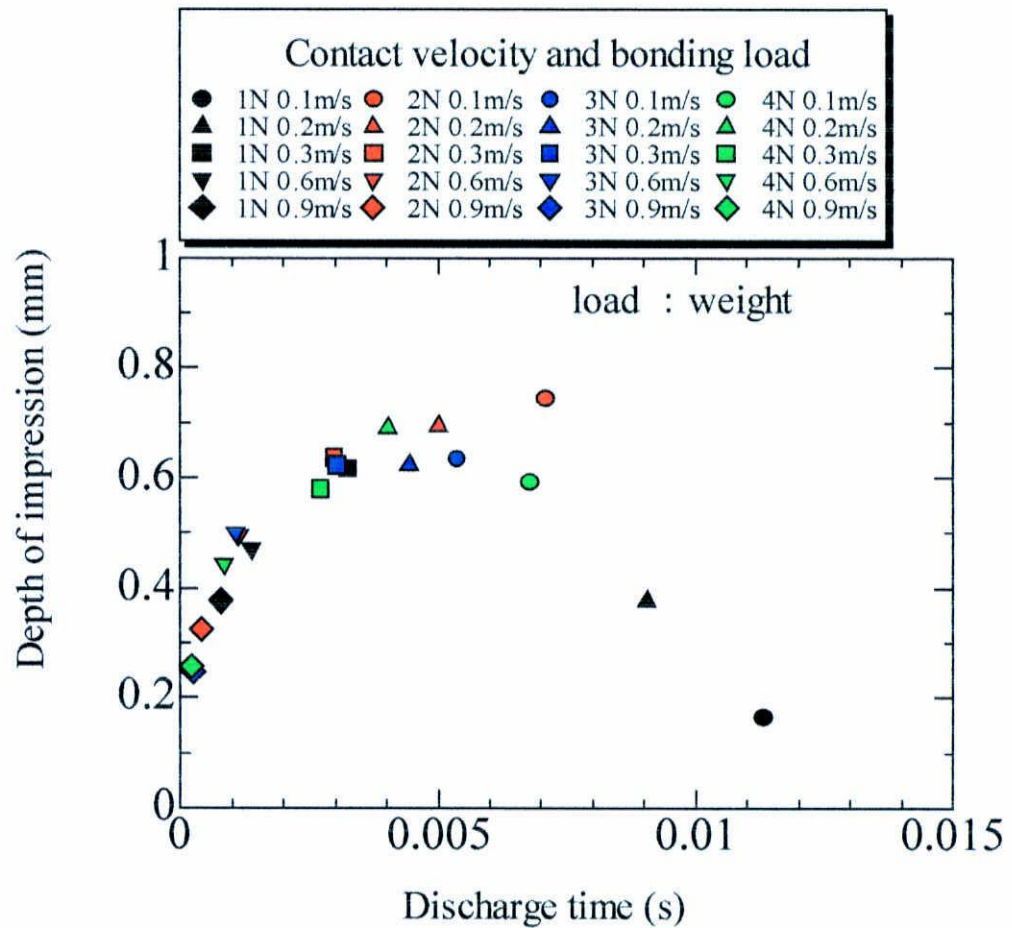 Contact velocity and bonding load
1N 0.1m/s 2N 0.1m/s 3N 0.1m/s 4N 0.1m/s
1N 0.2m/s 2N 0.2m/s 3N 0.2m/s 4N 0.2m/s
1N 0.3m/s 2N 0.3m/s 3N 0.3m/s 4N 0.3m/s
1N 0.6m/s 2N 0.6m/s 3N 0.6m/s 4N 0.6m/s
1N 0.9m/s 2N 0.9m/s 3N 0.9m/s 4N 0.9m/s
load : weight
Depth of impression (mm)
1
0.8
0.6
0.4
0.2
0
0 0.005 0.01 0.015
Discharge time (s)